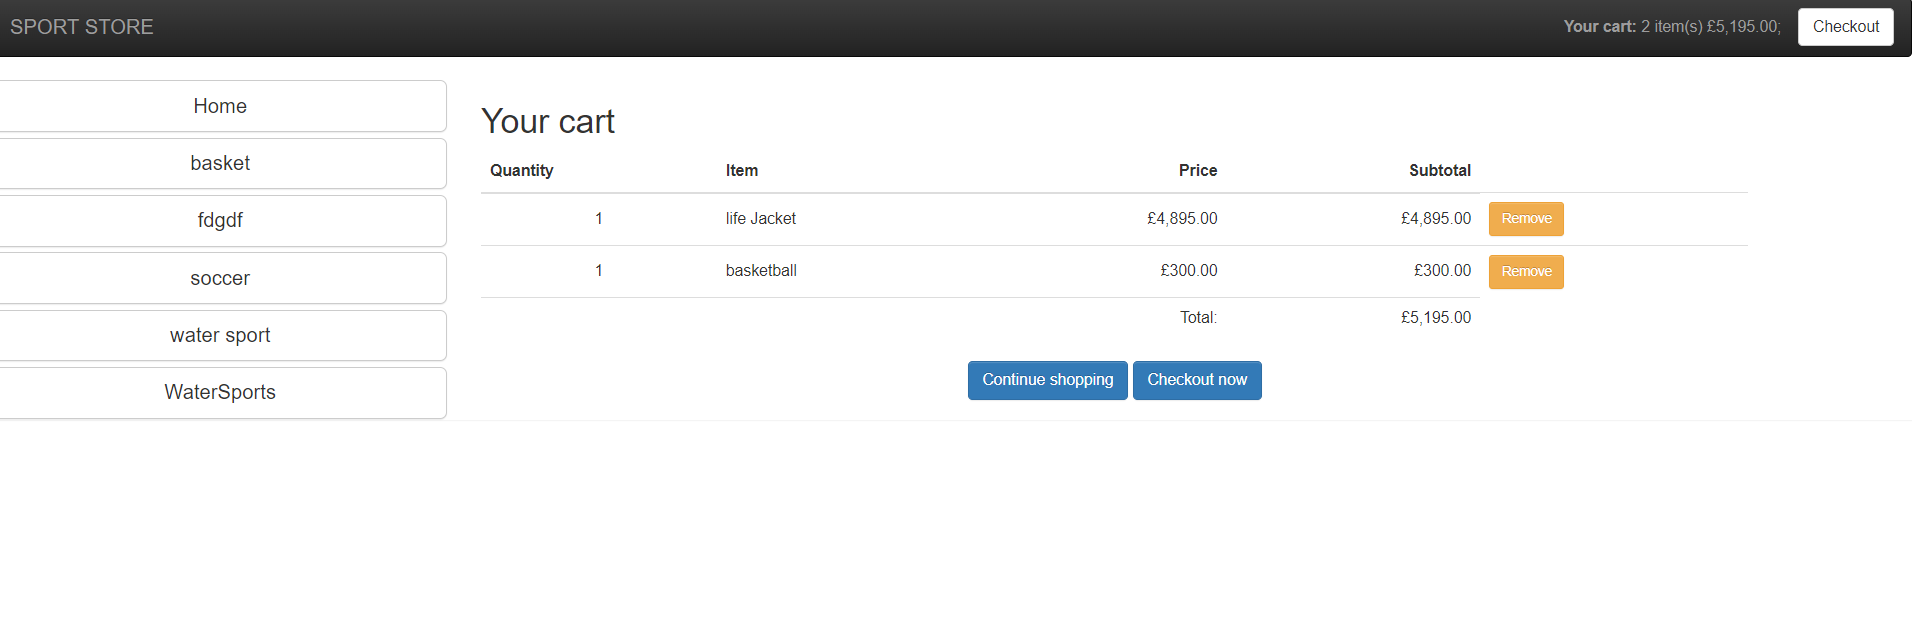 SPORT STORE
Your cart: 2 item(s) £5,195.00;
Checkout
Home
basket
fdgdf
soccer
water sport
WaterSports
Your cart
Quantity Item Price Subtotal
1 life Jacket £4,895.00 £4,895.00 Remove
1 basketball £300.00 £300.00 Remove
Total: £5,195.00
Continue shopping Checkout now